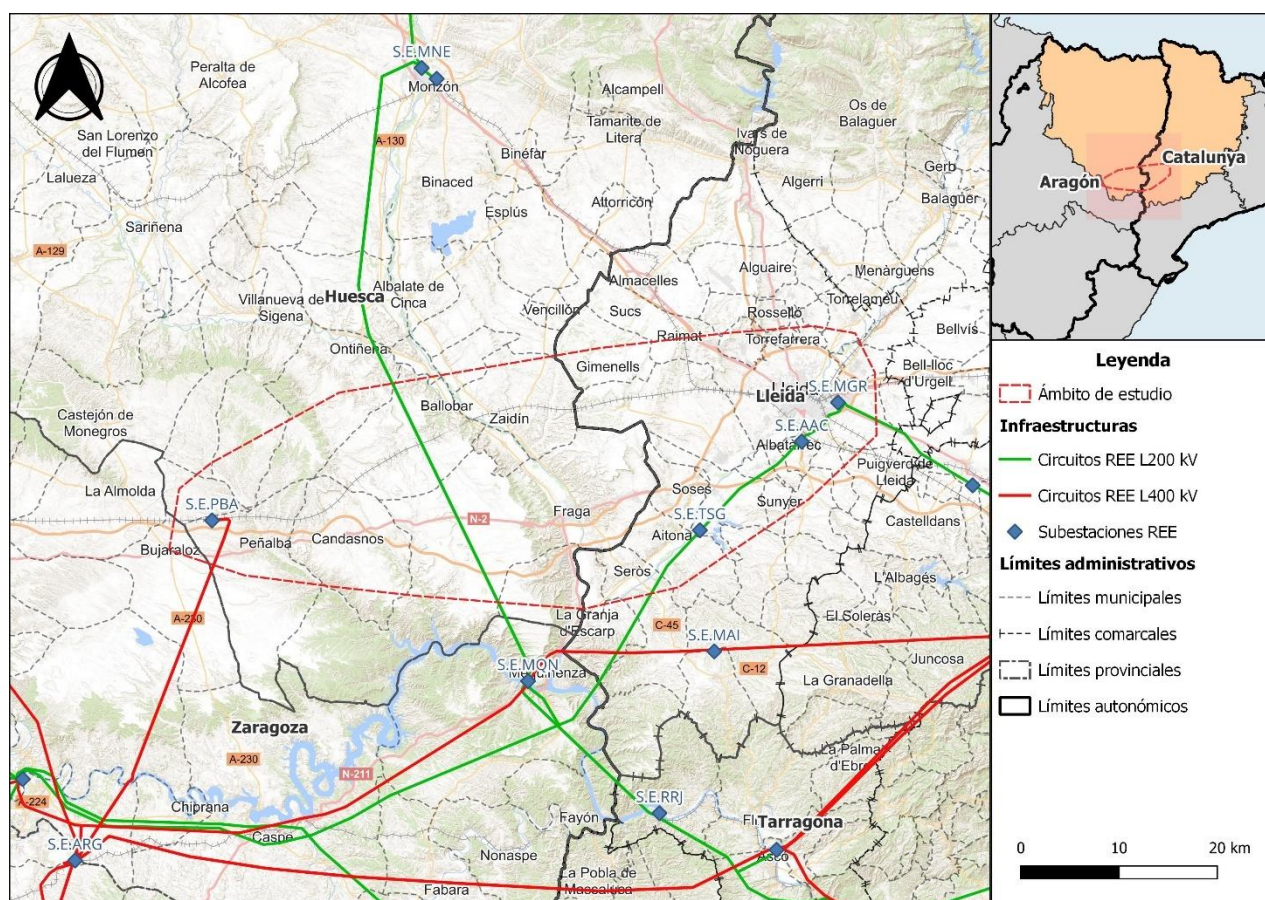 S.E.MNE
Monzón
Peralta de
Alcofea
Alcampell
Os de
Balaguer
San Lorenzo
del Flumen
Tamarite de
Litera
Ivars de
Noguera
A-130
Lalueza
Binéfar
Gerb
Binaced
Algerri
Balaguer
Esplús
Altorricón
Sariñena
A-129
Alguaire
Menàrguens
Almacelles
Albalate de
Cinca
Huesca
Villanueva de
Sigena
Vencillón
Sucs
Rosselló
Torrelameu
Raimat
Torrefarrera
Bellvís
Ontiñena
Gimenells
Bell-lloc
d'Urgell
S.E.MGR
Lleida
Lleida
Ballobar
Zaidín
Castejón de
Monegros
S.E.AAC
Albatàrrec
Puigverd de
Lleida
La Almolda
Soses
Sunyer
S.E.PBA
Fraga
N-2
S.E.TSG
Castelldans
Bujaraloz
Peñalba
Candasnos
Aitona
Seròs
L'Albagés
La Granja
d'Escarp
A-230
C-45
El Soleràs
S.E.MAI
C-12
Juncosa
S.E.MQN
Mequinenza
La Granadella
Zaragoza
A-230
N-211
La Palma
d'Ebre
Chiprana
S.E.RRJ
Fayón
Tarragona
Caspe
S.E.ARG
Ascó
Nonaspe
Fabara
La Pobla de
Massaluca
Aragón
Catalunya
Leyenda
Ámbito de estudio
Infraestructuras
Circuitos REE L200 kV
Circuitos REE L400 kV
Subestaciones REE
Límites administrativos
Límites municipales
Límites comarcales
Límites provinciales
Límites autonómicos
0 10 20 km